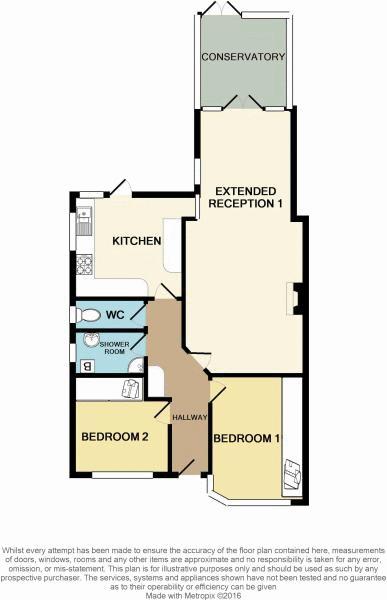 CONSERVATORY
EXTENDED
RECEPTION 1
KITCHEN
WC
SHOWER
ROOM
B
HALLWAY
BEDROOM 2
BEDROOM 1
Whilst every attempt has been made to ensure the accuracy of the floor plan contained here, measurements
of doors, windows, rooms and any other items are approximate and no responsibility is taken for any error,
omission, or mis-statement. This plan is for illustrative purposes only and should be used as such by any
prospective purchaser. The services, systems and appliances shown have not been tested and no guarantee
as to their operability or efficiency can be given
Made with Metropix ©2016